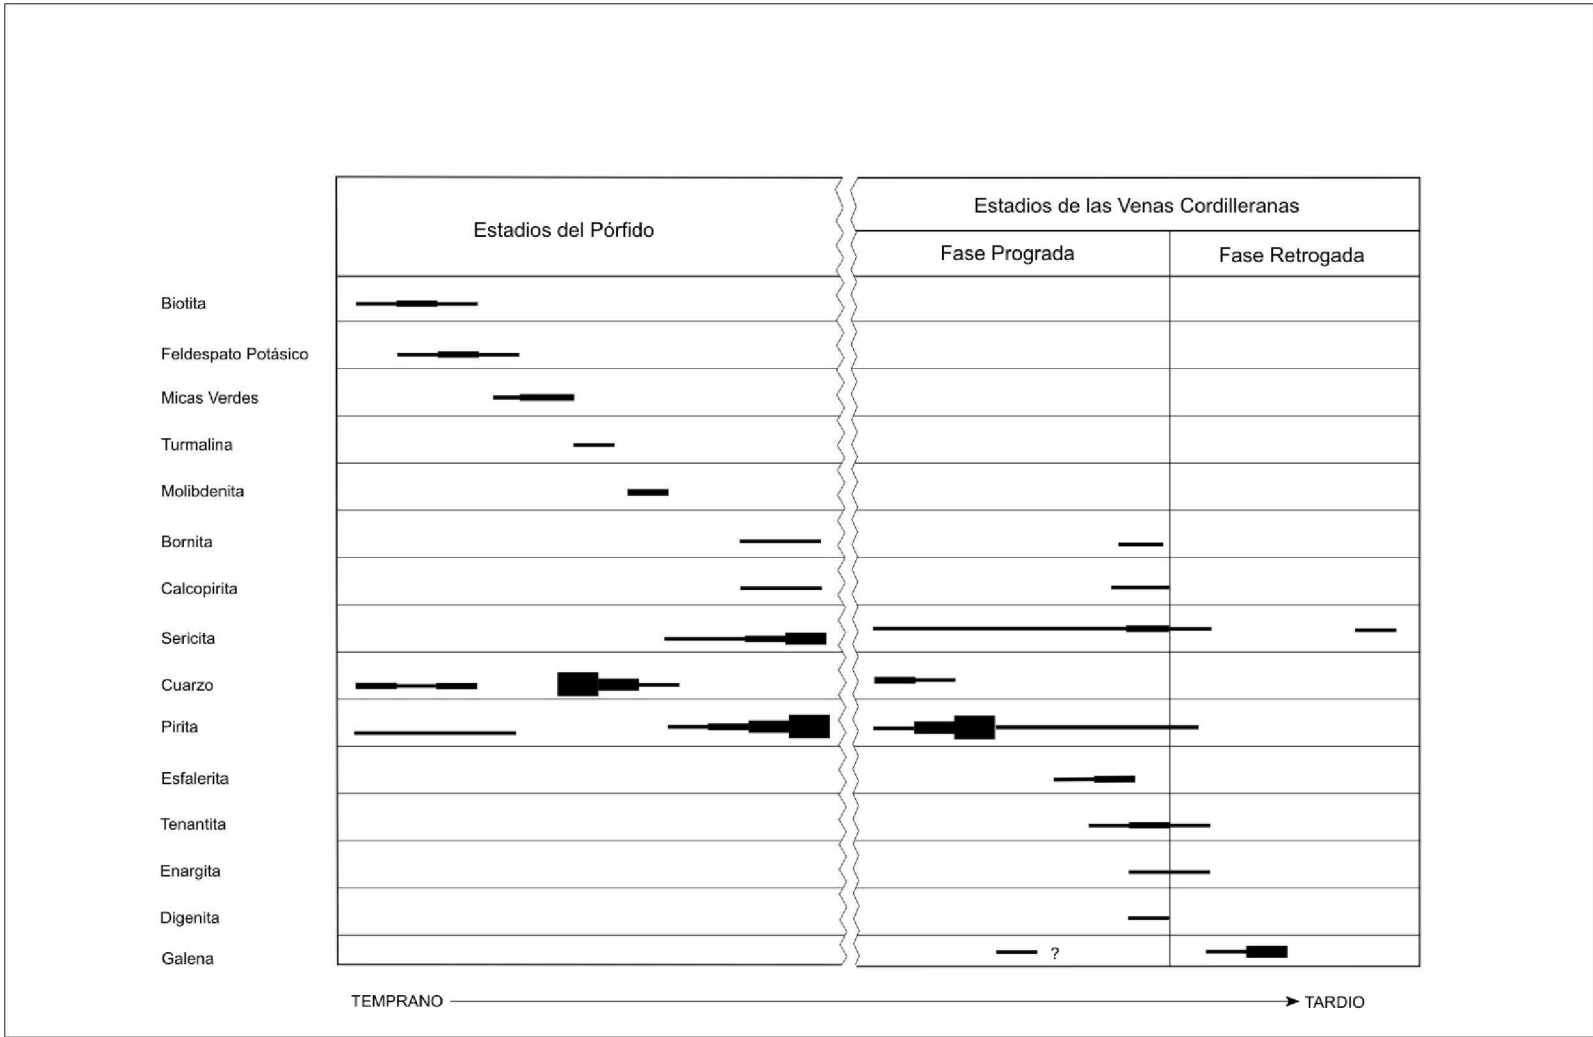 Estadios del Pórfido
Estadios de las Venas Cordilleranas
Fase Prograda
Fase Retrogada
Biotita
Feldespato Potásico
Micas Verdes
Turmalina
Molibdenita
Bornita
Calcopirita
Sericita
Cuarzo
Pirita
Esfalerita
Tenantita
Enargita
Digenita
Galena
?
TEMPRANO
TARDIO